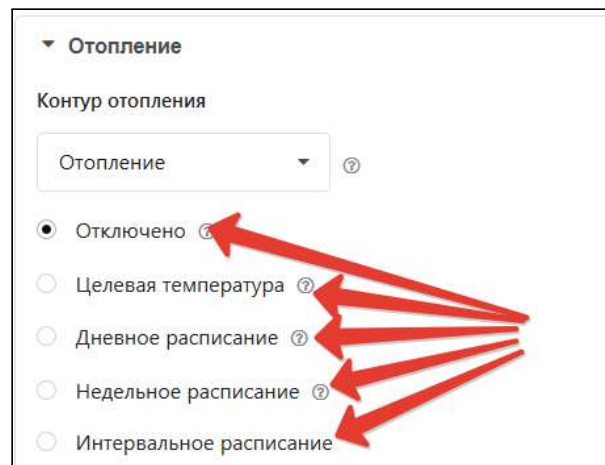 Отопление
Контур отопления
Отопление
Отключено
Целевая температура
Дневное расписание
Недельное расписание
Интервальное расписание